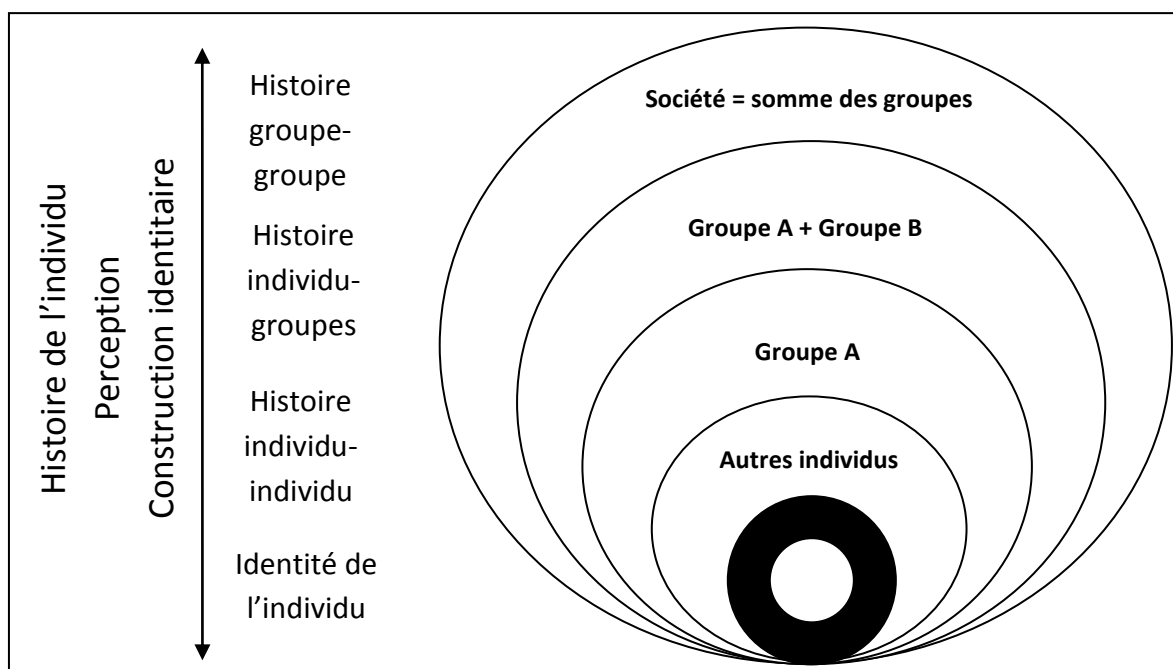 Histoire de l’individu
Perception
Construction identitaire
Histoire
groupe-
groupe
Histoire
individu-
groupes
Histoire
individu-
individu
Identité de
l’individu
Société = somme des groupes
Groupe A + Groupe B
Groupe A
Autres individus